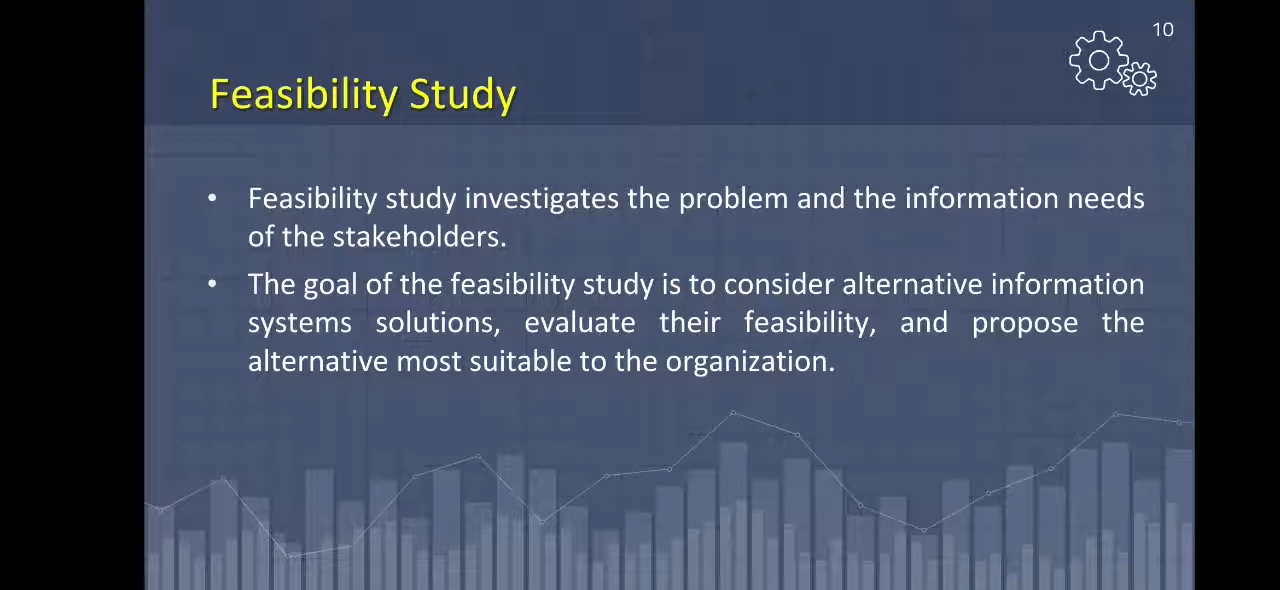 10
Feasibility Study
• Feasibility study investigates the problem and the information needs
of the stakeholders.
• The goal of the feasibility study is to consider alternative information
systems solutions, evaluate their feasibility, and propose the
alternative most suitable to the organization.